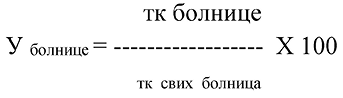 тк болнице
У болнице = ------------------ X 100
тк свих болница